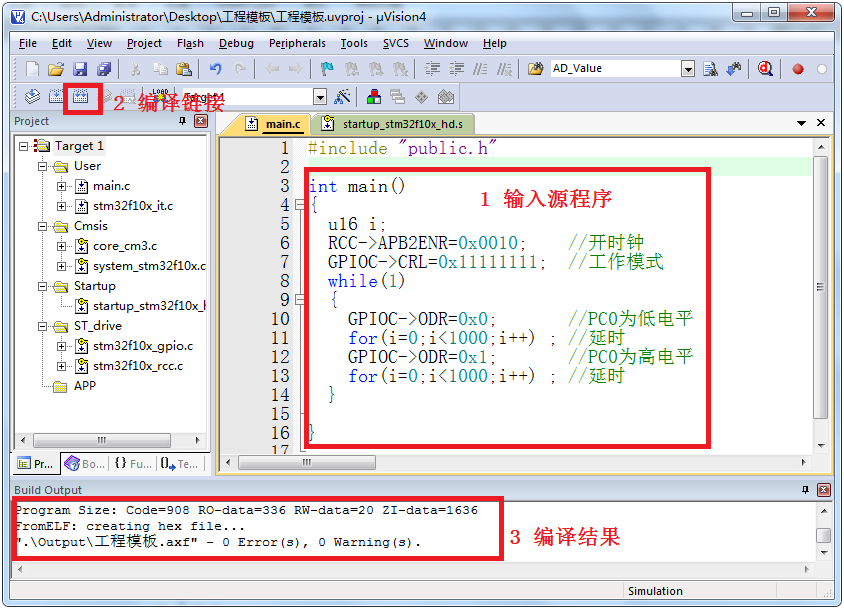 C:\Users\Administrator\Desktop\工程模板\工程模板.uvproj - µVision4
File Edit View Project Flash Debug Peripherals Tools SVCS Window Help
AD_Value
LOAD
2 编译链接
Project
main.c startup_stm32f10x_hd.s
Target 1
User
main.c
stm32f10x_it.c
Cmsis
core_cm3.c
system_stm32f10x.c
Startup
startup_stm32f10x_h
ST_drive
stm32f10x_gpio.c
stm32f10x_rcc.c
APP
Pr... Bo... {} Fu... Te...
1 #include "public.h"
2
3 int main()
4 {
5 u16 i;
6 RCC->APB2ENR=0x0010; //开时钟
7 GPIOC->CRL=0x11111111; //工作模式
8 while(1)
9 {
10 GPIOC->ODR=0x0; //PC0为低电平
11 for(i=0;i<1000;i++) ; //延时
12 GPIOC->ODR=0x1; //PC0为高电平
13 for(i=0;i<1000;i++) ; //延时
14 }
15
16 }
17
1 输入源程序
Build Output
Program Size: Code=908 RO-data=336 RW-data=20 ZI-data=1636
FromELF: creating hex file...
".\Output\工程模板.axf" - 0 Error(s), 0 Warning(s).
3 编译结果
Simulation